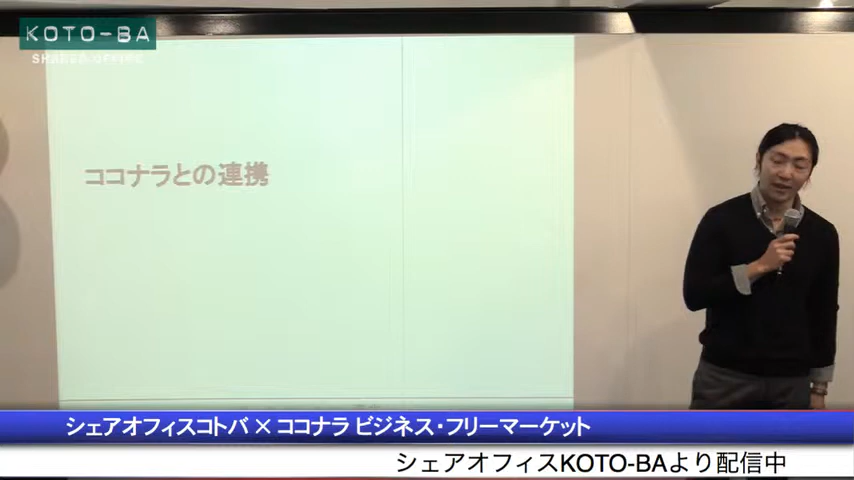 KOTO-BA
SHARED OFFICE
ココナラとの連携
シェアオフィスコトバ × ココナラ ビジネス・フリーマーケット
シェアオフィスKOTO-BAより配信中